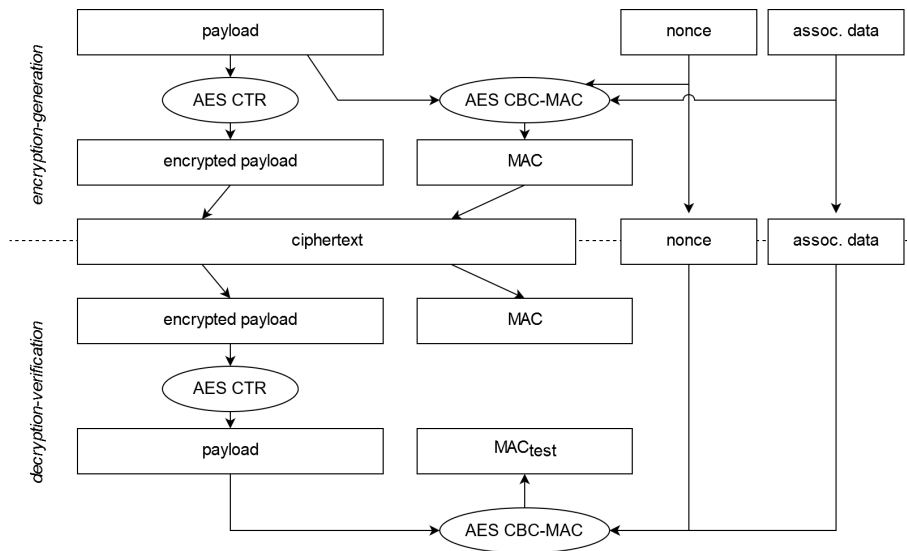 payload
nonce
assoc. data
encryption-generation
AES CTR
AES CBC-MAC
encrypted payload
MAC
ciphertext
nonce
assoc. data
encrypted payload
MAC
decryption-verification
AES CTR
payload
MACtest
AES CBC-MAC